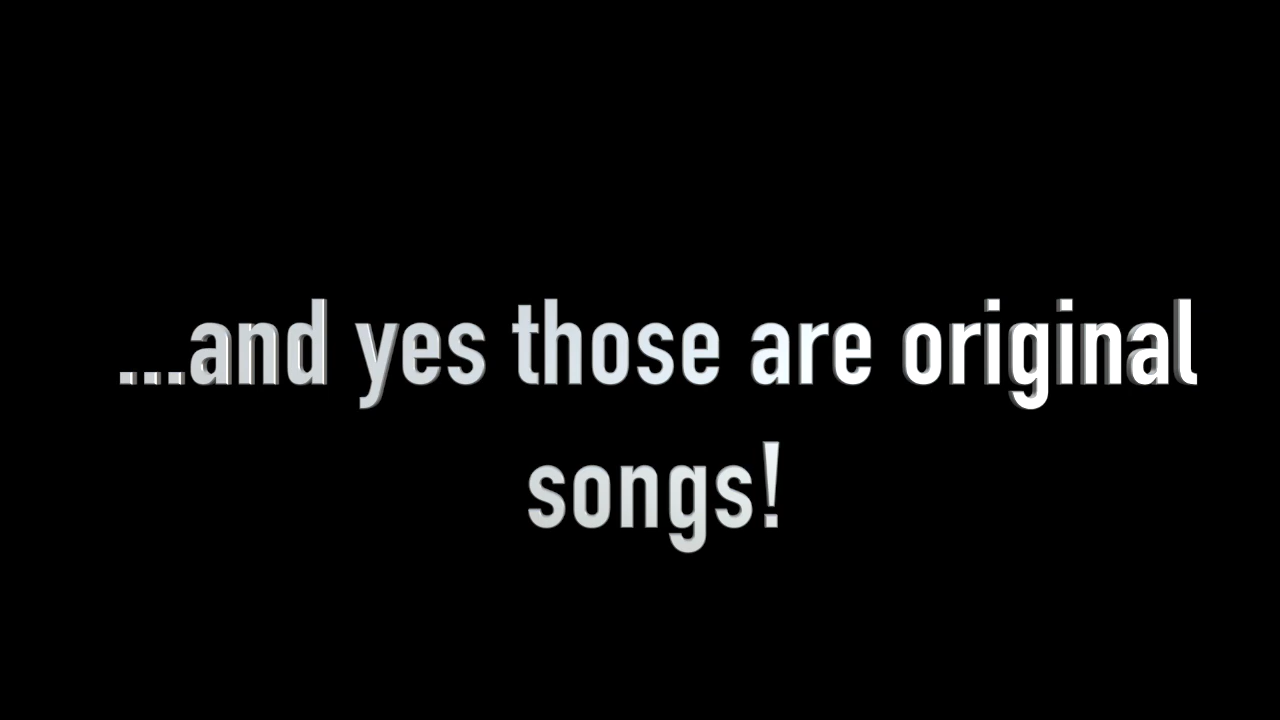 ...and yes those are original
songs!